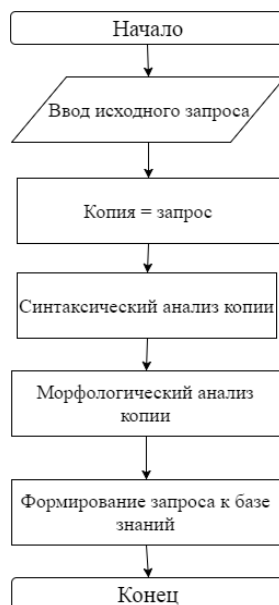 Начало
Ввод исходного запроса
Копия = запрос
Синтаксический анализ копии
Морфологический анализ
копии
Формирование запроса к базе
знаний
Конец